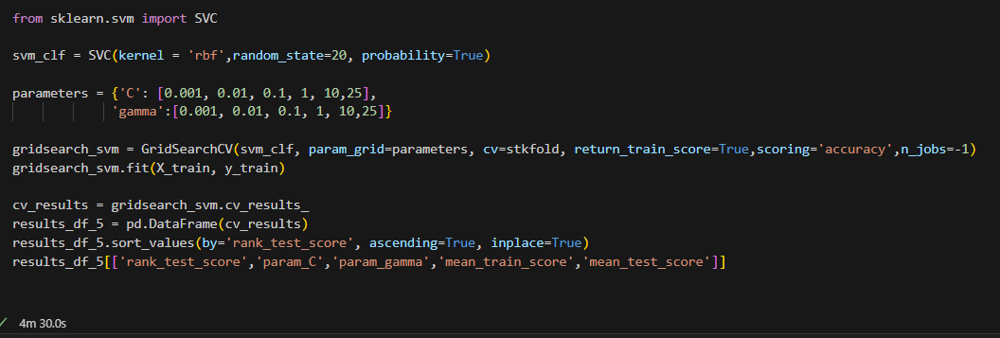 from sklearn.svm import SVC
svm_clf = SVC(kernel = 'rbf',random_state=20, probability=True)
parameters = {'C': [0.001, 0.01, 0.1, 1, 10,25],
'gamma':[0.001, 0.01, 0.1, 1, 10,25]}
gridsearch_svm = GridSearchCV(svm_clf, param_grid=parameters, cv=stkfold, return_train_score=True,scoring='accuracy',n_jobs=-1)
gridsearch_svm.fit(X_train, y_train)
cv_results = gridsearch_svm.cv_results_
results_df_5 = pd.DataFrame(cv_results)
results_df_5.sort_values(by='rank_test_score', ascending=True, inplace=True)
results_df_5[['rank_test_score','param_C','param_gamma','mean_train_score','mean_test_score']]
4m 30.0s